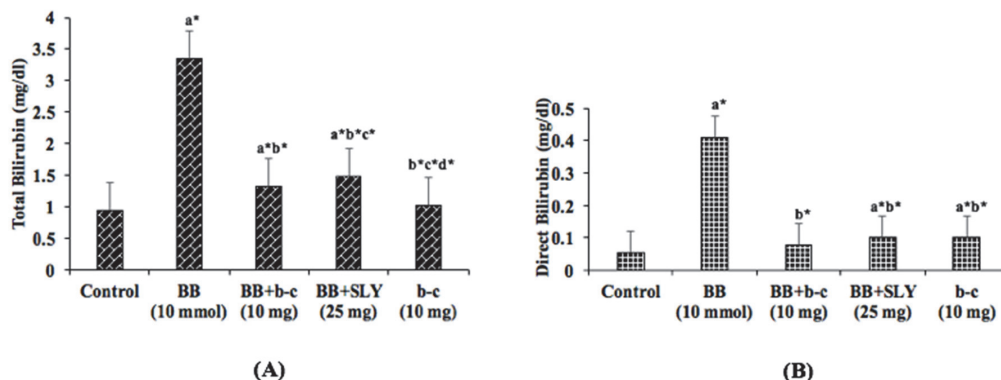 Total Bilirubin (mg/dl)
4
3.5
3
2.5
2
1.5
1
0.5
0
a*
a*b*
a*b*c*
b*c*d*
Control BB BB+b-c BB+SLY b-c
(10 mmol) (10 mg) (25 mg) (10 mg)
(A)
Direct Bilirubin (mg/dl)
0.5
0.4
0.3
0.2
0.1
0
a*
b*
a*b*
a*b*
Control BB BB+b-c BB+SLY b-c
(10 mmol) (10 mg) (25 mg) (10 mg)
(B)